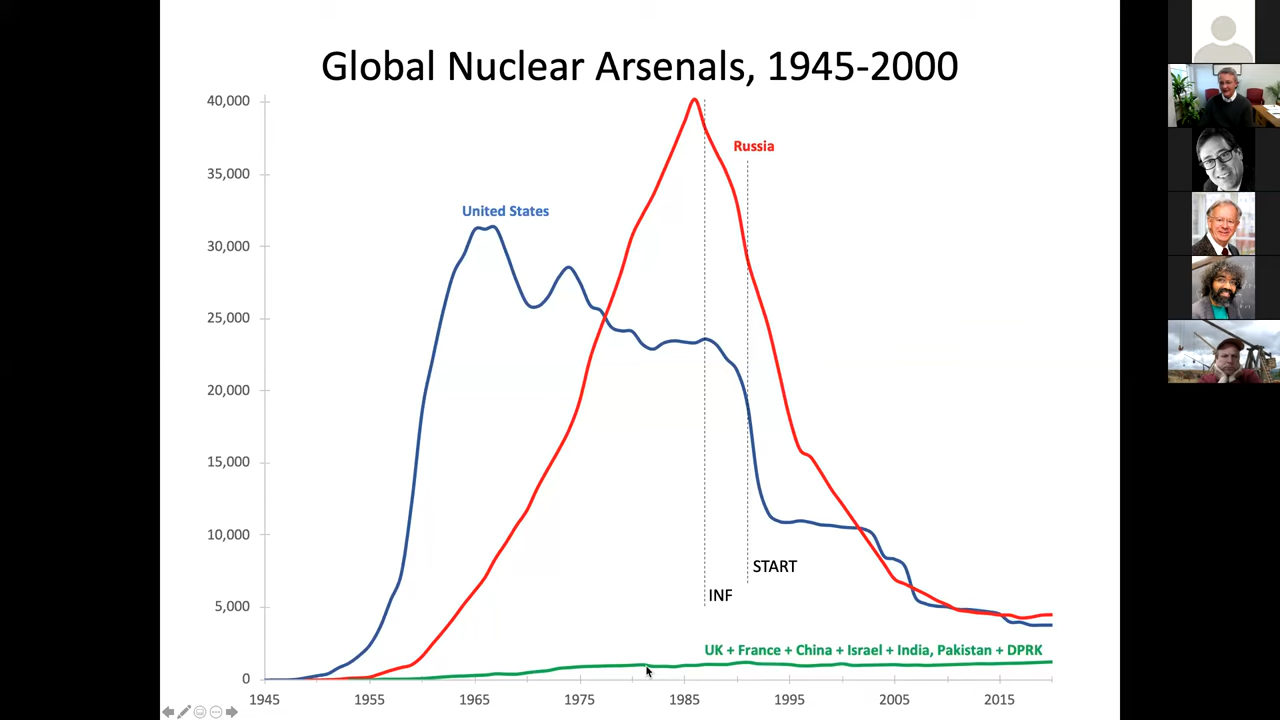 Global Nuclear Arsenals, 1945-2000
40,000
35,000
30,000
25,000
20,000
15,000
10,000
5,000
0
United States
Russia
START
INF
UK + France + China + Israel + India, Pakistan + DPRK
1945
1955
1965
1975
1985
1995
2005
2015